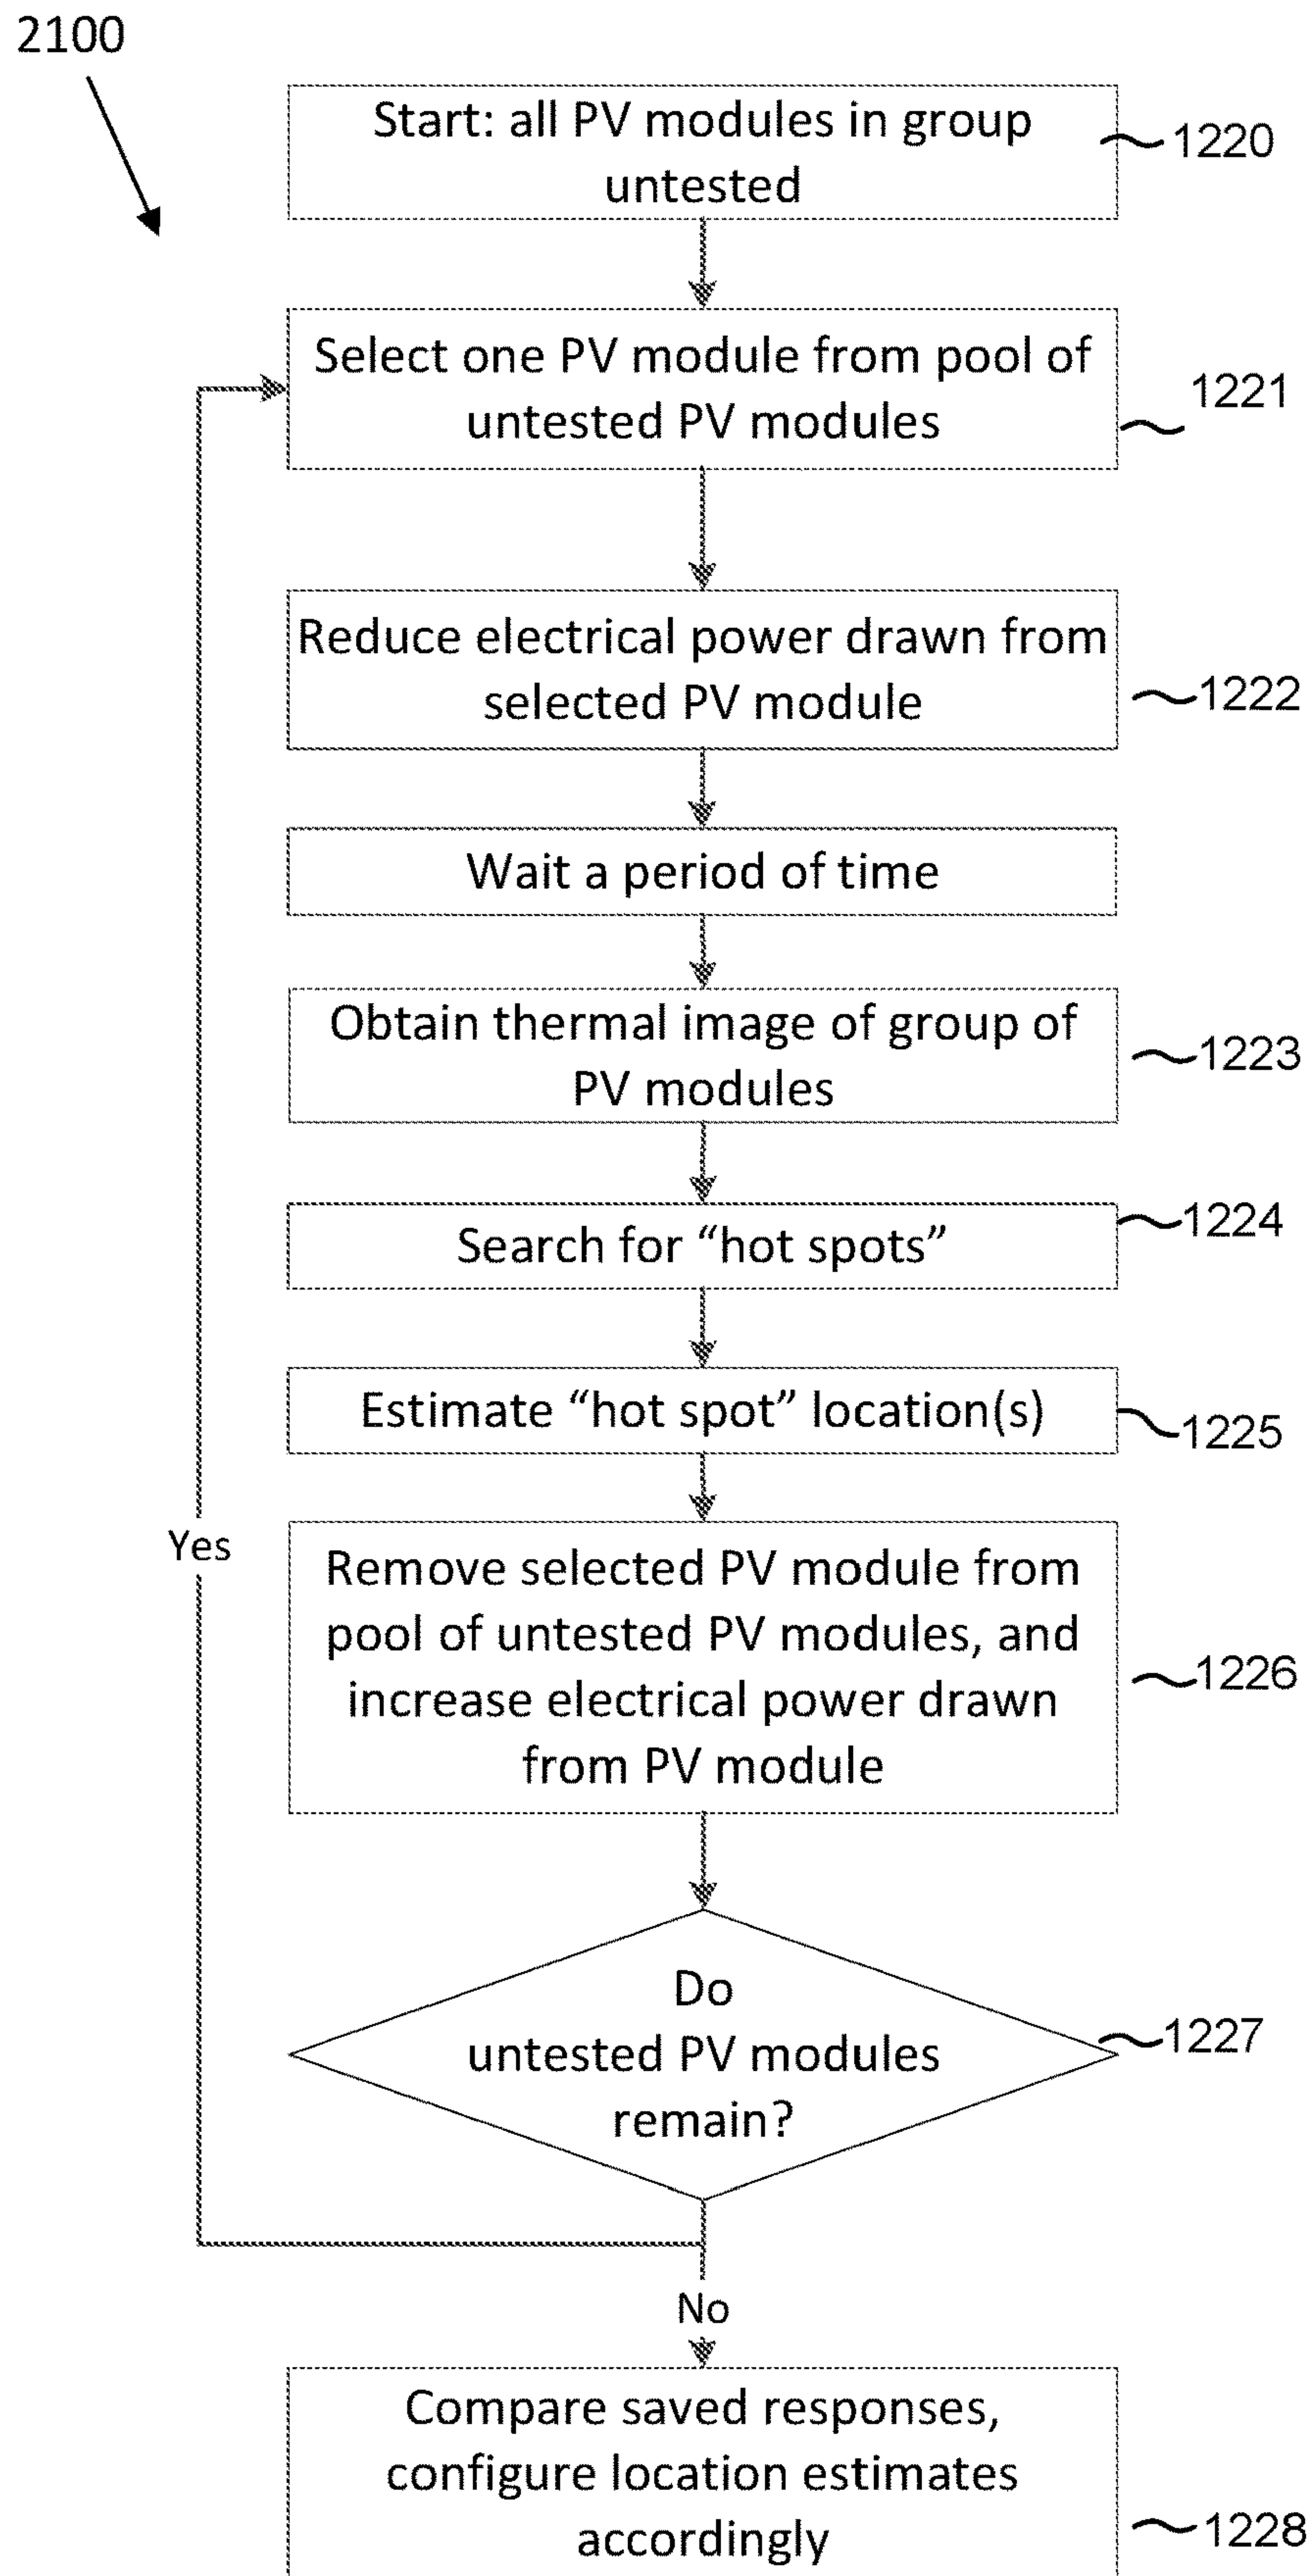 2100
Start: all PV modules in group
untested
1220
Select one PV module from pool of
untested PV modules
1221
Reduce electrical power drawn from
selected PV module
1222
Wait a period of time
Obtain thermal image of group of
PV modules
1223
Search for “hot spots”
1224
Estimate “hot spot” location(s)
1225
Remove selected PV module from
pool of untested PV modules, and
increase electrical power drawn
from PV module
1226
Yes
Do
untested PV modules
remain?
1227
No
Compare saved responses,
configure location estimates
accordingly
1228